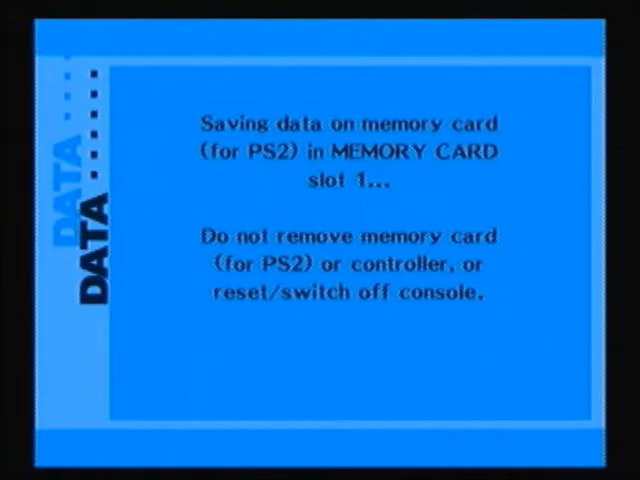 DATA
DATA
Saving data on memory card
(for PS2) in MEMORY CARD
slot 1...
Do not remove memory card
(for PS2) or controller, or
reset/switch off console.